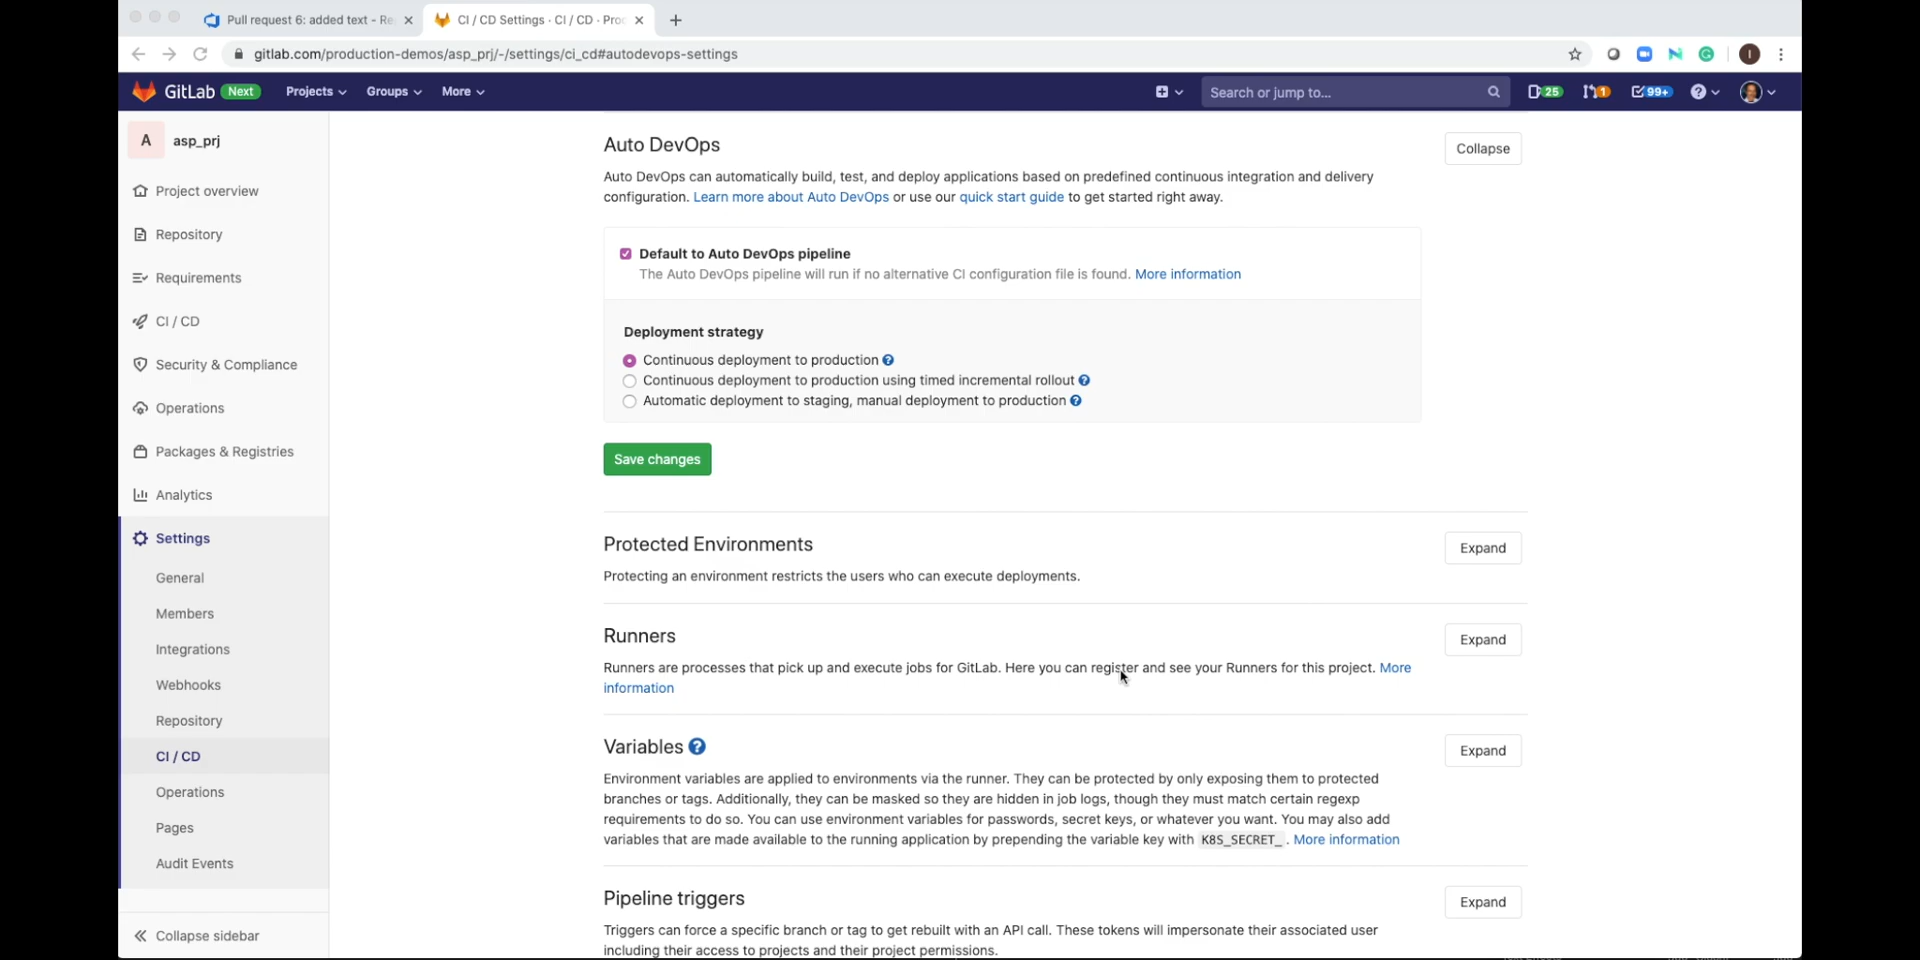 Pull request 6: added text - Re
CI / CD Settings · CI / CD · Proc
gitlab.com/production-demos/asp_prj/-/settings/ci_cd#autodevops-settings
GitLab Next Projects Groups More Search or jump to... 25 1 99+
A asp_prj
Project overview
Repository
Requirements
CI / CD
Security & Compliance
Operations
Packages & Registries
Analytics
Settings
General
Members
Integrations
Webhooks
Repository
CI / CD
Operations
Pages
Audit Events
Collapse sidebar
Auto DevOps
Collapse
Auto DevOps can automatically build, test, and deploy applications based on predefined continuous integration and delivery
configuration. Learn more about Auto DevOps or use our quick start guide to get started right away.
Default to Auto DevOps pipeline
The Auto DevOps pipeline will run if no alternative CI configuration file is found. More information
Deployment strategy
Continuous deployment to production
Continuous deployment to production using timed incremental rollout
Automatic deployment to staging, manual deployment to production
Save changes
Protected Environments
Expand
Protecting an environment restricts the users who can execute deployments.
Runners
Expand
Runners are processes that pick up and execute jobs for GitLab. Here you can register and see your Runners for this project. More
information
Variables
Expand
Environment variables are applied to environments via the runner. They can be protected by only exposing them to protected
branches or tags. Additionally, they can be masked so they are hidden in job logs, though they must match certain regexp
requirements to do so. You can use environment variables for passwords, secret keys, or whatever you want. You may also add
variables that are made available to the running application by prepending the variable key with K8S_SECRET_ . More information
Pipeline triggers
Expand
Triggers can force a specific branch or tag to get rebuilt with an API call. These tokens will impersonate their associated user
including their access to projects and their project permissions.